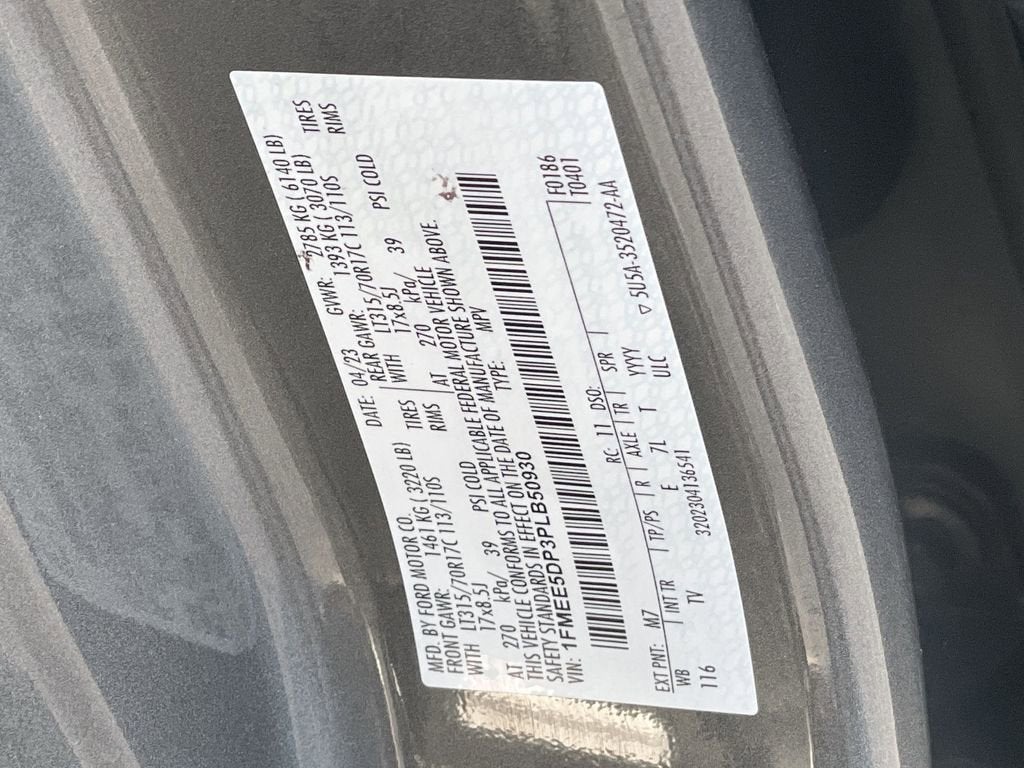 MFD. BY FORD MOTOR CO.
DATE: 04/23 GVWR: 2785 KG ( 6140 LB)
FRONT GAWR: 1461 KG( 3220 LB)
REAR GAWR: 1393 KG ( 3070 LB)
WITH LT315/70R17C 113/110S TIRES
WITH LT315/70R17C 113/110S TIRES
17x8.5J RIMS
17x8.5J RIMS
AT 270 kPa/ 39 PSI COLD
AT 270 kPa/ 39 PSI COLD
THIS VEHICLE CONFORMS TO ALL APPLICABLE FEDERAL MOTOR VEHICLE
SAFETY STANDARDS IN EFFECT ON THE DATE OF MANUFACTURE SHOWN ABOVE.
VIN: 1FMEE5DP3PLB50930 TYPE: MPV
F0186
T0401
EXT PNT: M7 RC: 11 DSO:
WB INT TR TP/PS R AXLE TR SPR
116 TV E 7L T YYYY
ULC
3202304136541
5U5A-3520472-AA